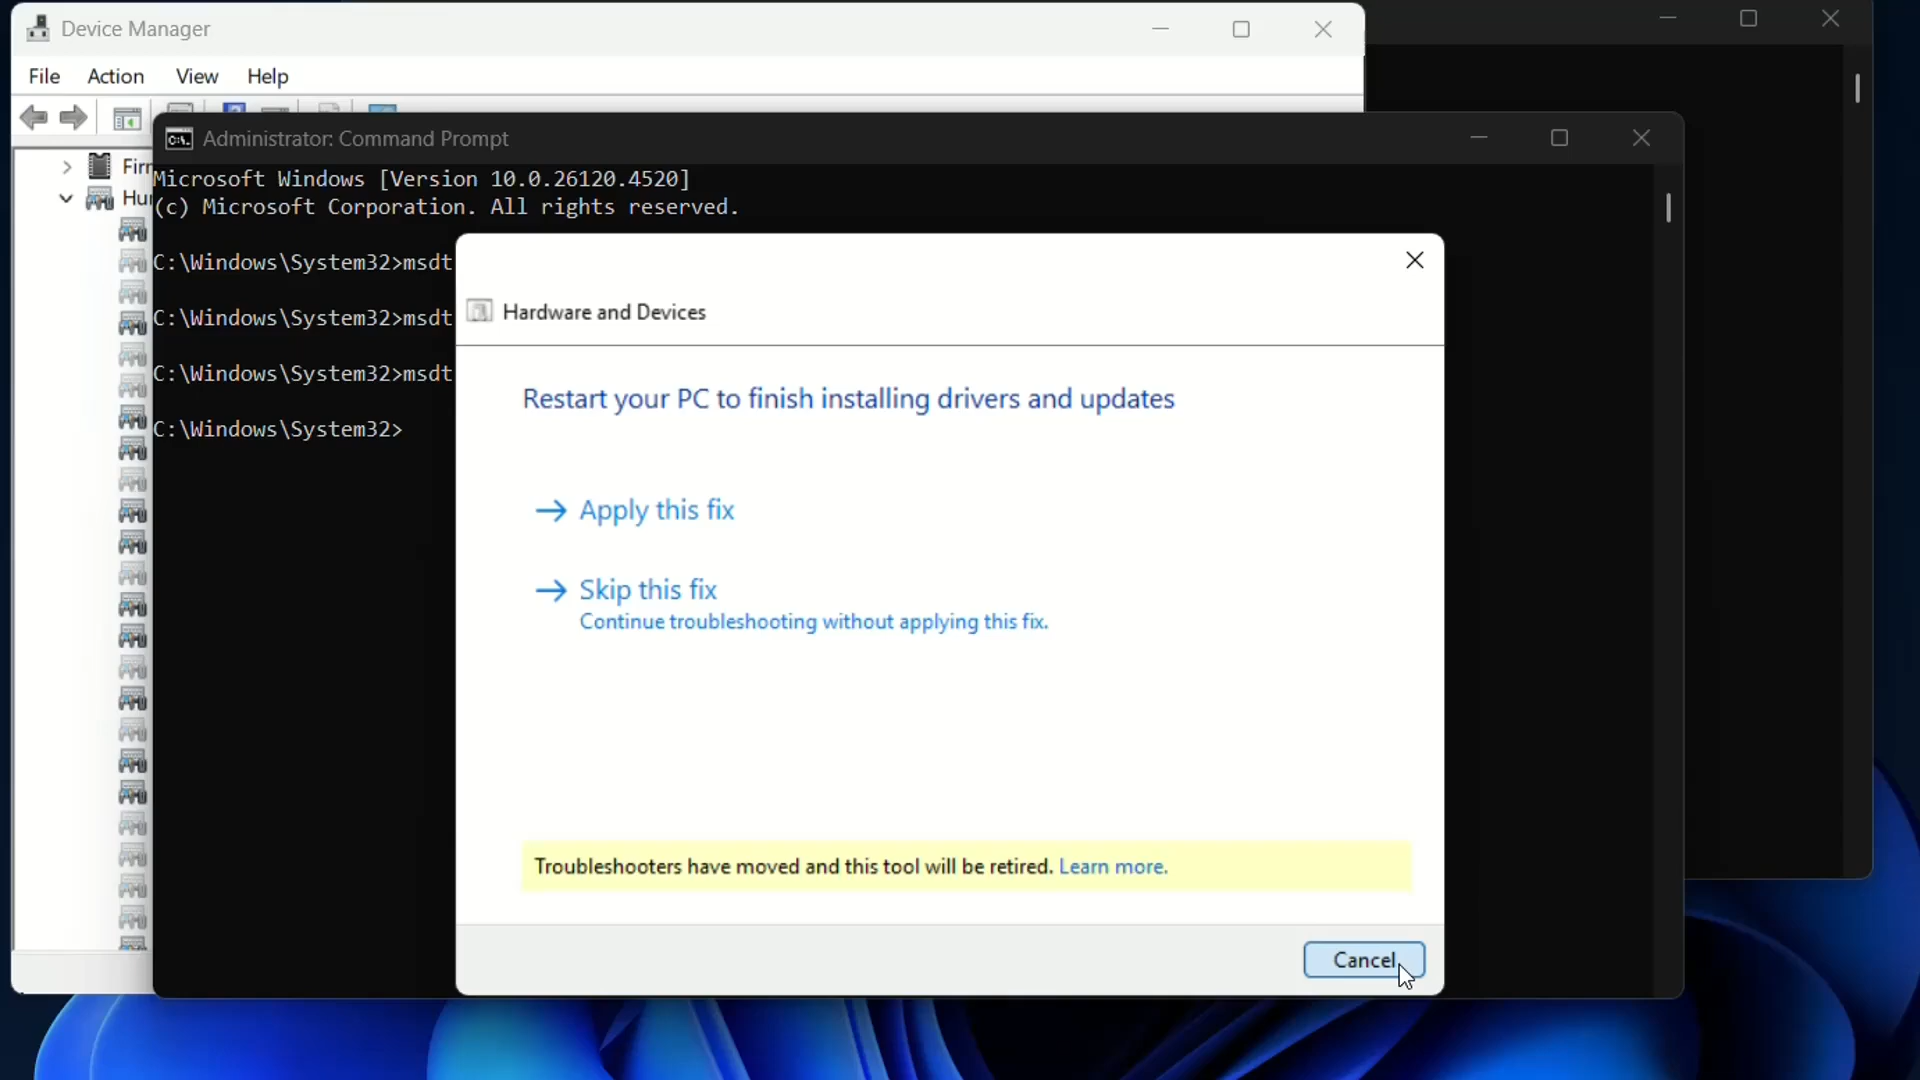 Device Manager
File Action View Help
Administrator: Command Prompt
Microsoft Windows [Version 10.0.26120.4520]
(c) Microsoft Corporation. All rights reserved.
C:\Windows\System32>msdt
C:\Windows\System32>msdt
C:\Windows\System32>msdt
C:\Windows\System32>
Hardware and Devices
Restart your PC to finish installing drivers and updates
→ Apply this fix
→ Skip this fix
Continue troubleshooting without applying this fix.
Troubleshooters have moved and this tool will be retired. Learn more.
Cancel